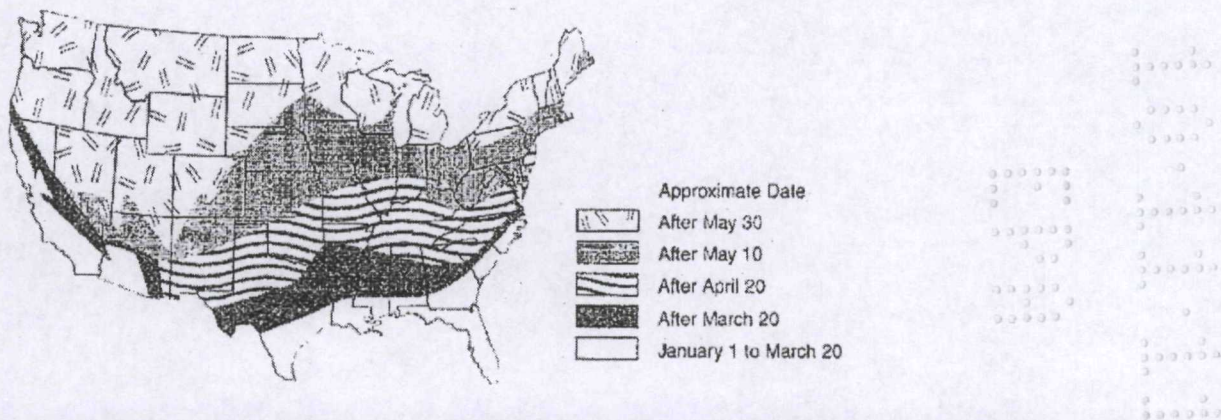 Approximate Date
After May 30
After May 10
After April 20
After March 20
January 1 to March 20